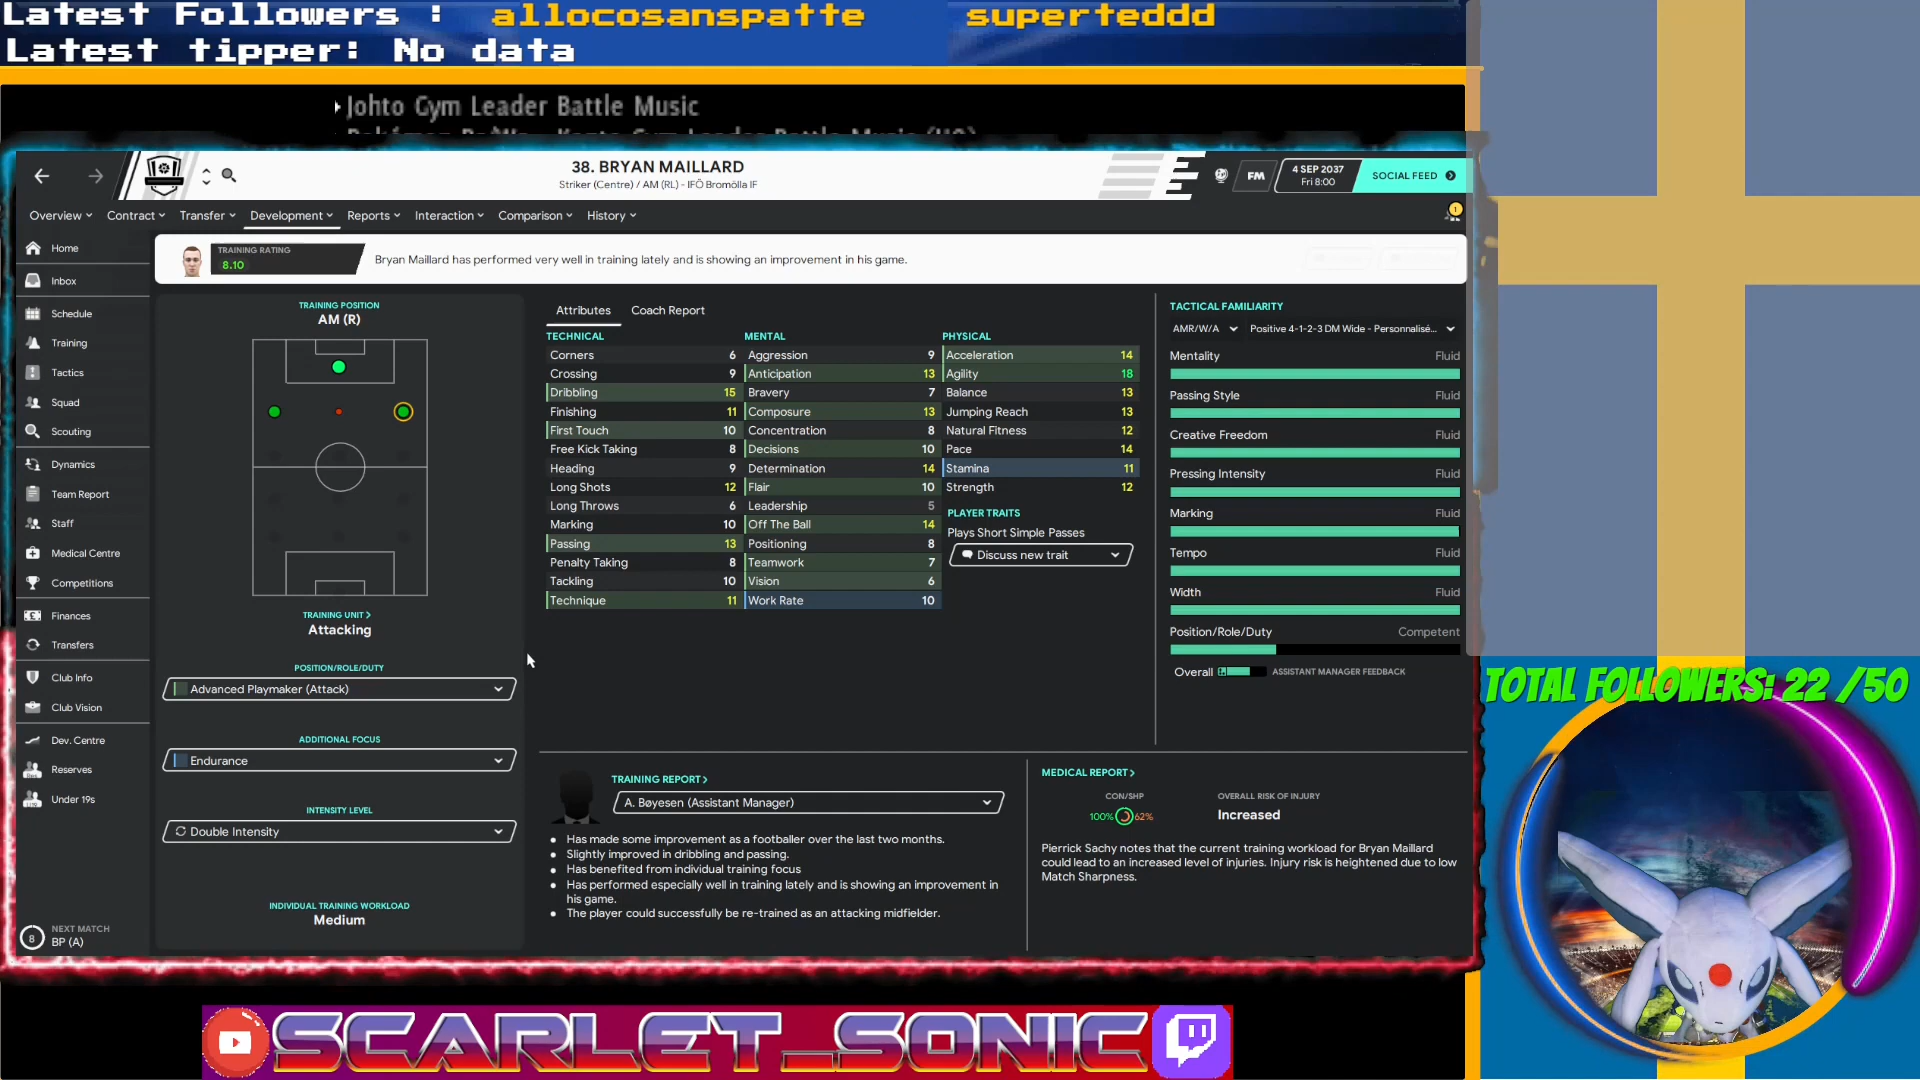 Latest Followers : allocosanspatte superteddd
Latest tipper: No data
Johto Gym Leader Battle Music
38. BRYAN MAILLARD
Striker (Centre) / AM (RL) - IFÖ Bromölla IF
FM
4 SEP 2037
Fri 8:00
SOCIAL FEED
Overview Contract Transfer Development Reports Interaction Comparison History
1
Home
Inbox
Schedule
Training
Tactics
Squad
Scouting
Dynamics
Team Report
Staff
Medical Centre
Competitions
Finances
Transfers
Club Info
Club Vision
Dev. Centre
Reserves
Under 19s
8 NEXT MATCH
BP (A)
TRAINING RATING
8.10
Bryan Maillard has performed very well in training lately and is showing an improvement in his game.
TRAINING POSITION
AM (R)
TRAINING UNIT >
Attacking
POSITION/ROLE/DUTY
Advanced Playmaker (Attack)
ADDITIONAL FOCUS
Endurance
INTENSITY LEVEL
Double Intensity
INDIVIDUAL TRAINING WORKLOAD
Medium
Attributes Coach Report
TECHNICAL
Corners 6
Crossing 9
Dribbling 15
Finishing 11
First Touch 10
Free Kick Taking 8
Heading 9
Long Shots 12
Long Throws 6
Marking 10
Passing 13
Penalty Taking 8
Tackling 10
Technique 11
MENTAL
Aggression 9
Anticipation 13
Bravery 7
Composure 13
Concentration 8
Decisions 10
Determination 14
Flair 10
Leadership 5
Off The Ball 14
Positioning 8
Teamwork 7
Vision 6
Work Rate 10
PHYSICAL
Acceleration 14
Agility 18
Balance 13
Jumping Reach 13
Natural Fitness 12
Pace 14
Stamina 11
Strength 12
PLAYER TRAITS
Plays Short Simple Passes
Discuss new trait
TACTICAL FAMILIARITY
AMR/W/A Positive 4-1-2-3 DM Wide - Personnalisé...
Mentality Fluid
Passing Style Fluid
Creative Freedom Fluid
Pressing Intensity Fluid
Marking Fluid
Tempo Fluid
Width Fluid
Position/Role/Duty Competent
Overall ASSISTANT MANAGER FEEDBACK
TRAINING REPORT >
A. Bøyesen (Assistant Manager)
• Has made some improvement as a footballer over the last two months.
• Slightly improved in dribbling and passing.
• Has benefited from individual training focus
• Has performed especially well in training lately and is showing an improvement in
his game.
• The player could successfully be re-trained as an attacking midfielder.
MEDICAL REPORT >
CON/SHP
100% 62%
OVERALL RISK OF INJURY
Increased
Pierrick Sachy notes that the current training workload for Bryan Maillard
could lead to an increased level of injuries. Injury risk is heightened due to low
Match Sharpness.
TOTAL FOLLOWERS: 22 /50
SCARLET_SONIC